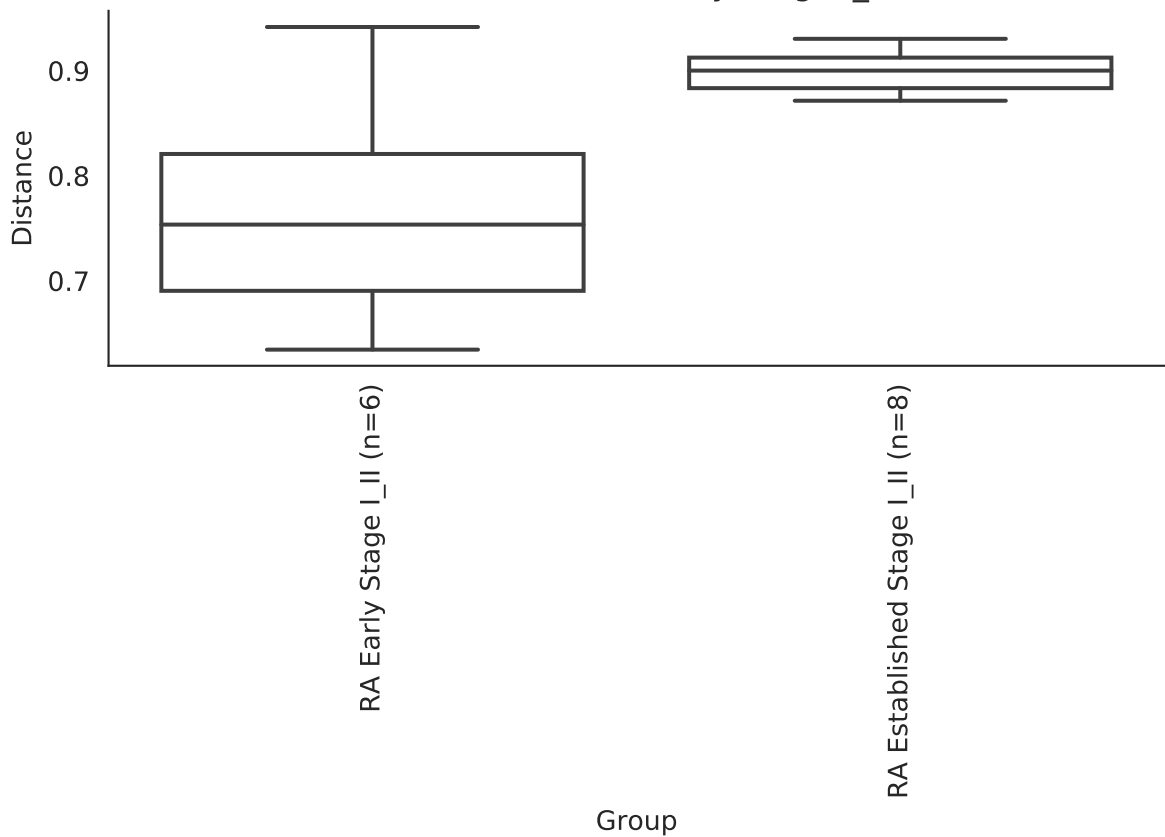 0.9
0.8
0.7
Distance
RA Early Stage I_II (n=6)
RA Established Stage I_II (n=8)
Group